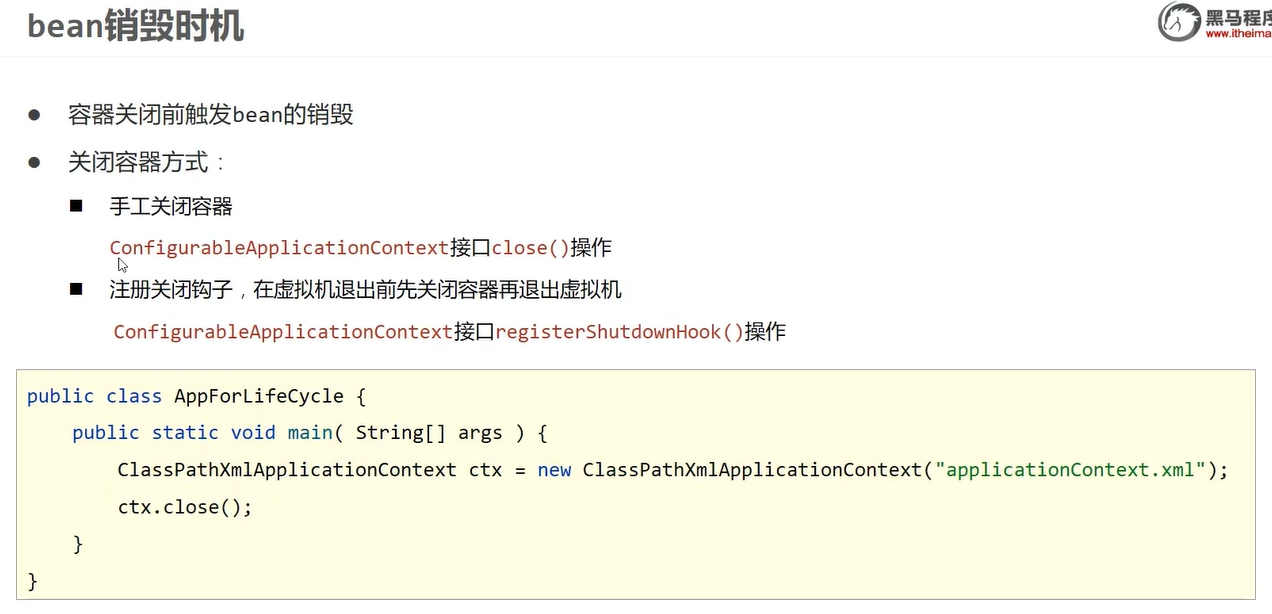 bean销毁时机
黑马程序
www.itheima
容器关闭前触发bean的销毁
关闭容器方式：
手工关闭容器
ConfigurableApplicationContext接口close()操作
注册关闭钩子，在虚拟机退出前先关闭容器再退出虚拟机
ConfigurableApplicationContext接口registerShutdownHook()操作
public class AppForLifeCycle {
    public static void main( String[] args ) {
        ClassPathXmlApplicationContext ctx = new ClassPathXmlApplicationContext("applicationContext.xml");
        ctx.close();
    }
}